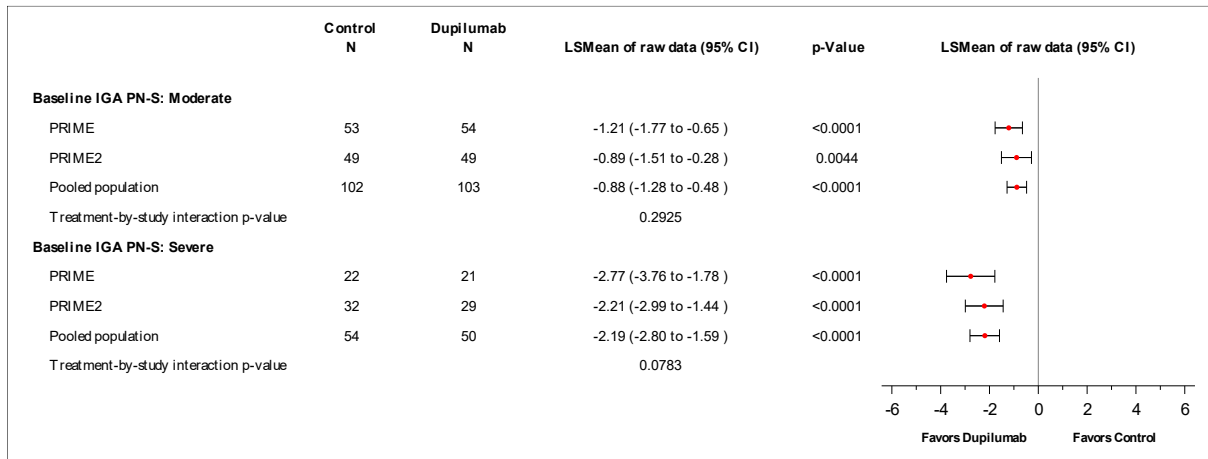 Control Dupilumab
N N LSMean of raw data (95% CI) p-Value LSMean of raw data (95% CI)
Baseline IGA PN-S: Moderate
PRIME 53 54 -1.21 (-1.77 to -0.65 ) <0.0001
PRIME2 49 49 -0.89 (-1.51 to -0.28 ) 0.0044
Pooled population 102 103 -0.88 (-1.28 to -0.48 ) <0.0001
Treatment-by-study interaction p-value 0.2925
Baseline IGA PN-S: Severe
PRIME 22 21 -2.77 (-3.76 to -1.78 ) <0.0001
PRIME2 32 29 -2.21 (-2.99 to -1.44 ) <0.0001
Pooled population 54 50 -2.19 (-2.80 to -1.59 ) <0.0001
Treatment-by-study interaction p-value 0.0783
-6 -4 -2 0 2 4 6
Favors Dupilumab Favors Control